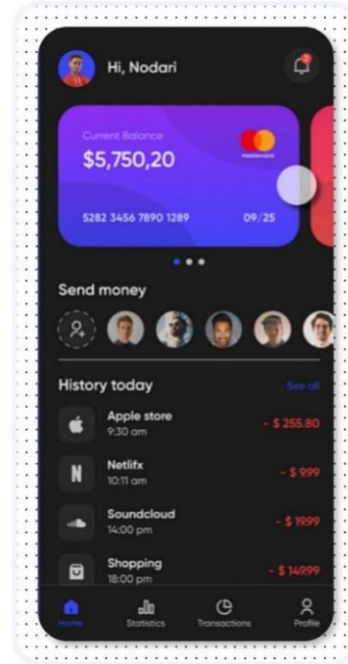 Hi, Nodari
2
Current Balance
$5,750,20
mastercard
5282 3456 7890 1289 09/25
Send money
History today See all
Apple store
9:30 am
- $ 255.80
Netlifx
10:11 am
- $ 9.99
Soundcloud
14:00 pm
- $ 19.99
Shopping
18:00 pm
- $ 149.99
Home Statistics Transactions Profile